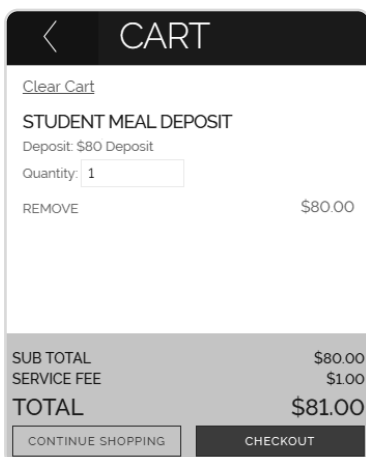 CART
Clear Cart
STUDENT MEAL DEPOSIT
Deposit: $80 Deposit
Quantity: 1
REMOVE $80.00
SUB TOTAL $80.00
SERVICE FEE $1.00
TOTAL $81.00
CONTINUE SHOPPING CHECKOUT